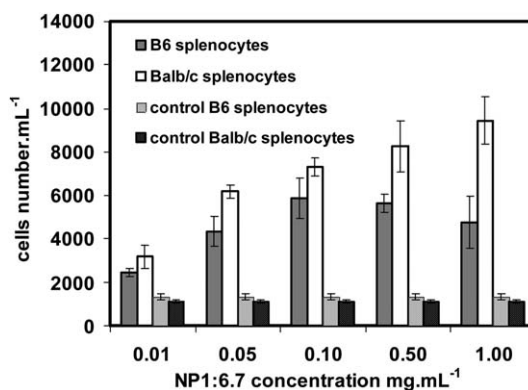 14000
12000
10000
8000
6000
4000
2000
0
cells number.mL-1
B6 splenocytes
Balb/c splenocytes
control B6 splenocytes
control Balb/c splenocytes
0.01 0.05 0.10 0.50 1.00
NP1:6.7 concentration mg.mL-1